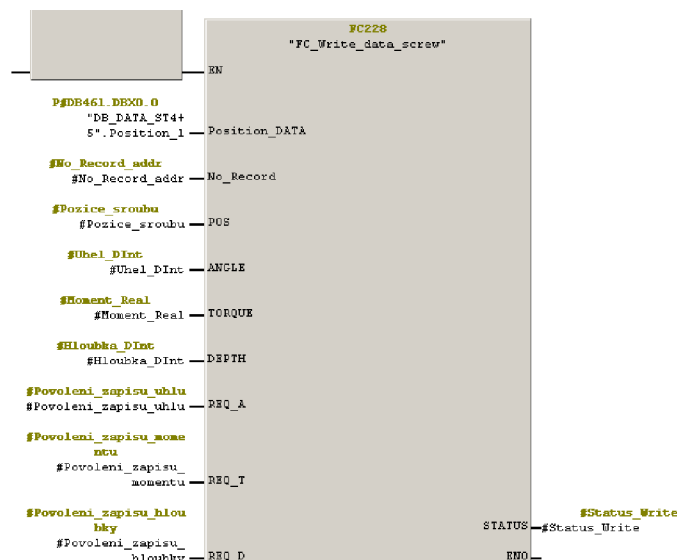 FC228
"FC_Write_data_screw"
EN
P#DB461.DBX0.0
"DB_DATA_ST4+
5".Position_1
Position_DATA
#No_Record_addr
#No_Record_addr
No_Record
#Pozice_sroubu
#Pozice_sroubu
POS
#Uhel_DInt
#Uhel_DInt
ANGLE
#Moment_Real
#Moment_Real
TORQUE
#Hloubka_DInt
#Hloubka_DInt
DEPTH
#Povoleni_zapisu_uhlu
#Povoleni_zapisu_uhlu
REQ_A
#Povoleni_zapisu_mome
ntu
#Povoleni_zapisu_
momentu
REQ_T
#Povoleni_zapisu_hlou
bky
#Povoleni_zapisu_
hloubky
REQ_D
#Status_Write
STATUS
#Status_Write
ENO